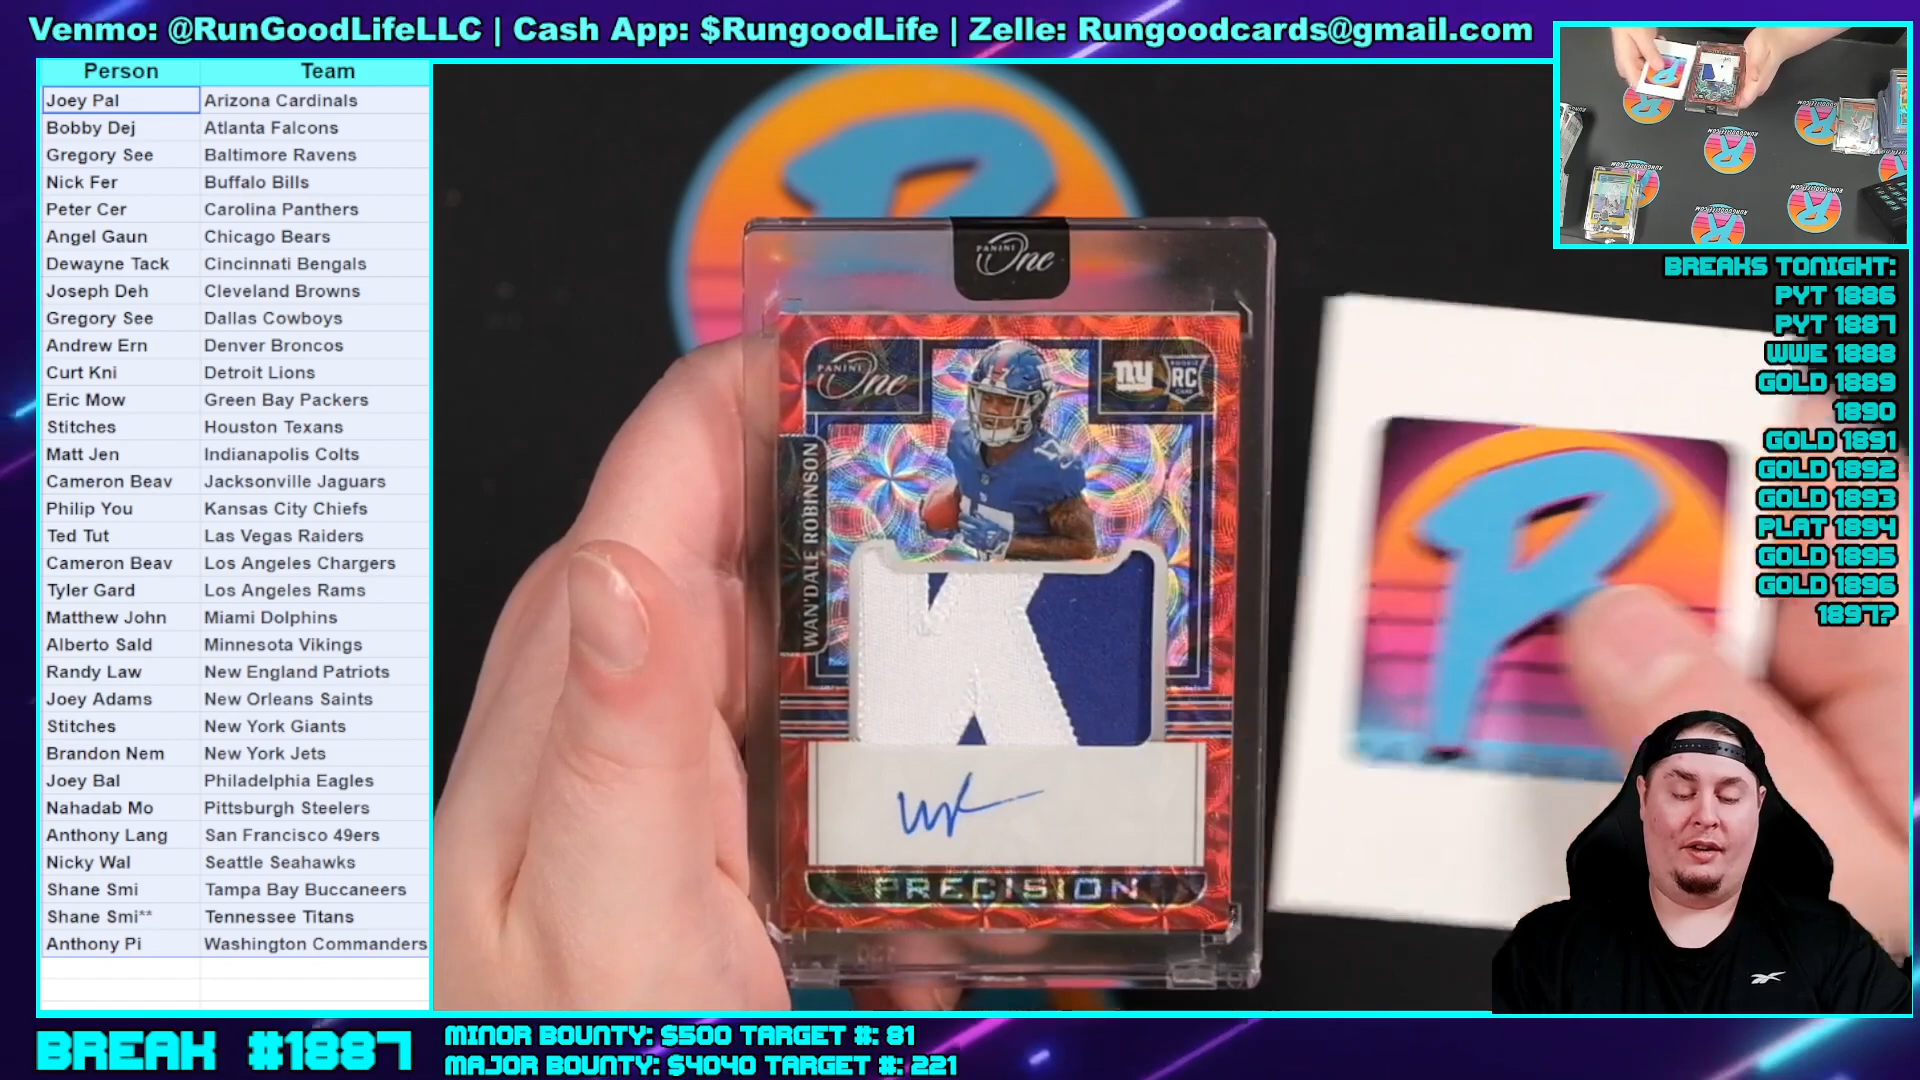 Venmo: @RunGoodLifeLLC | Cash App: $RungoodLife | Zelle: Rungoodcards@gmail.com
Person Team
Joey Pal Arizona Cardinals
Bobby Dej Atlanta Falcons
Gregory See Baltimore Ravens
Nick Fer Buffalo Bills
Peter Cer Carolina Panthers
Angel Gaun Chicago Bears
Dewayne Tack Cincinnati Bengals
Joseph Deh Cleveland Browns
Gregory See Dallas Cowboys
Andrew Ern Denver Broncos
Curt Kni Detroit Lions
Eric Mow Green Bay Packers
Stitches Houston Texans
Matt Jen Indianapolis Colts
Cameron Beav Jacksonville Jaguars
Philip You Kansas City Chiefs
Ted Tut Las Vegas Raiders
Cameron Beav Los Angeles Chargers
Tyler Gard Los Angeles Rams
Matthew John Miami Dolphins
Alberto Sald Minnesota Vikings
Randy Law New England Patriots
Joey Adams New Orleans Saints
Stitches New York Giants
Brandon Nem New York Jets
Joey Bal Philadelphia Eagles
Nahadab Mo Pittsburgh Steelers
Anthony Lang San Francisco 49ers
Nicky Wal Seattle Seahawks
Shane Smi Tampa Bay Buccaneers
Shane Smi** Tennessee Titans
Anthony Pi Washington Commanders
PANINI One
PANINI One
ny
ROOKIE RC CARD
WAN'DALE ROBINSON
PRECISION
BREAKS TONIGHT:
PYT 1886
PYT 1887
WWE 1888
GOLD 1889
1890
GOLD 1891
GOLD 1892
GOLD 1893
PLAT 1894
GOLD 1895
GOLD 1896
1897?
BREAK #1887
MINOR BOUNTY: $500 TARGET #: 81
MAJOR BOUNTY: $4040 TARGET #: 221